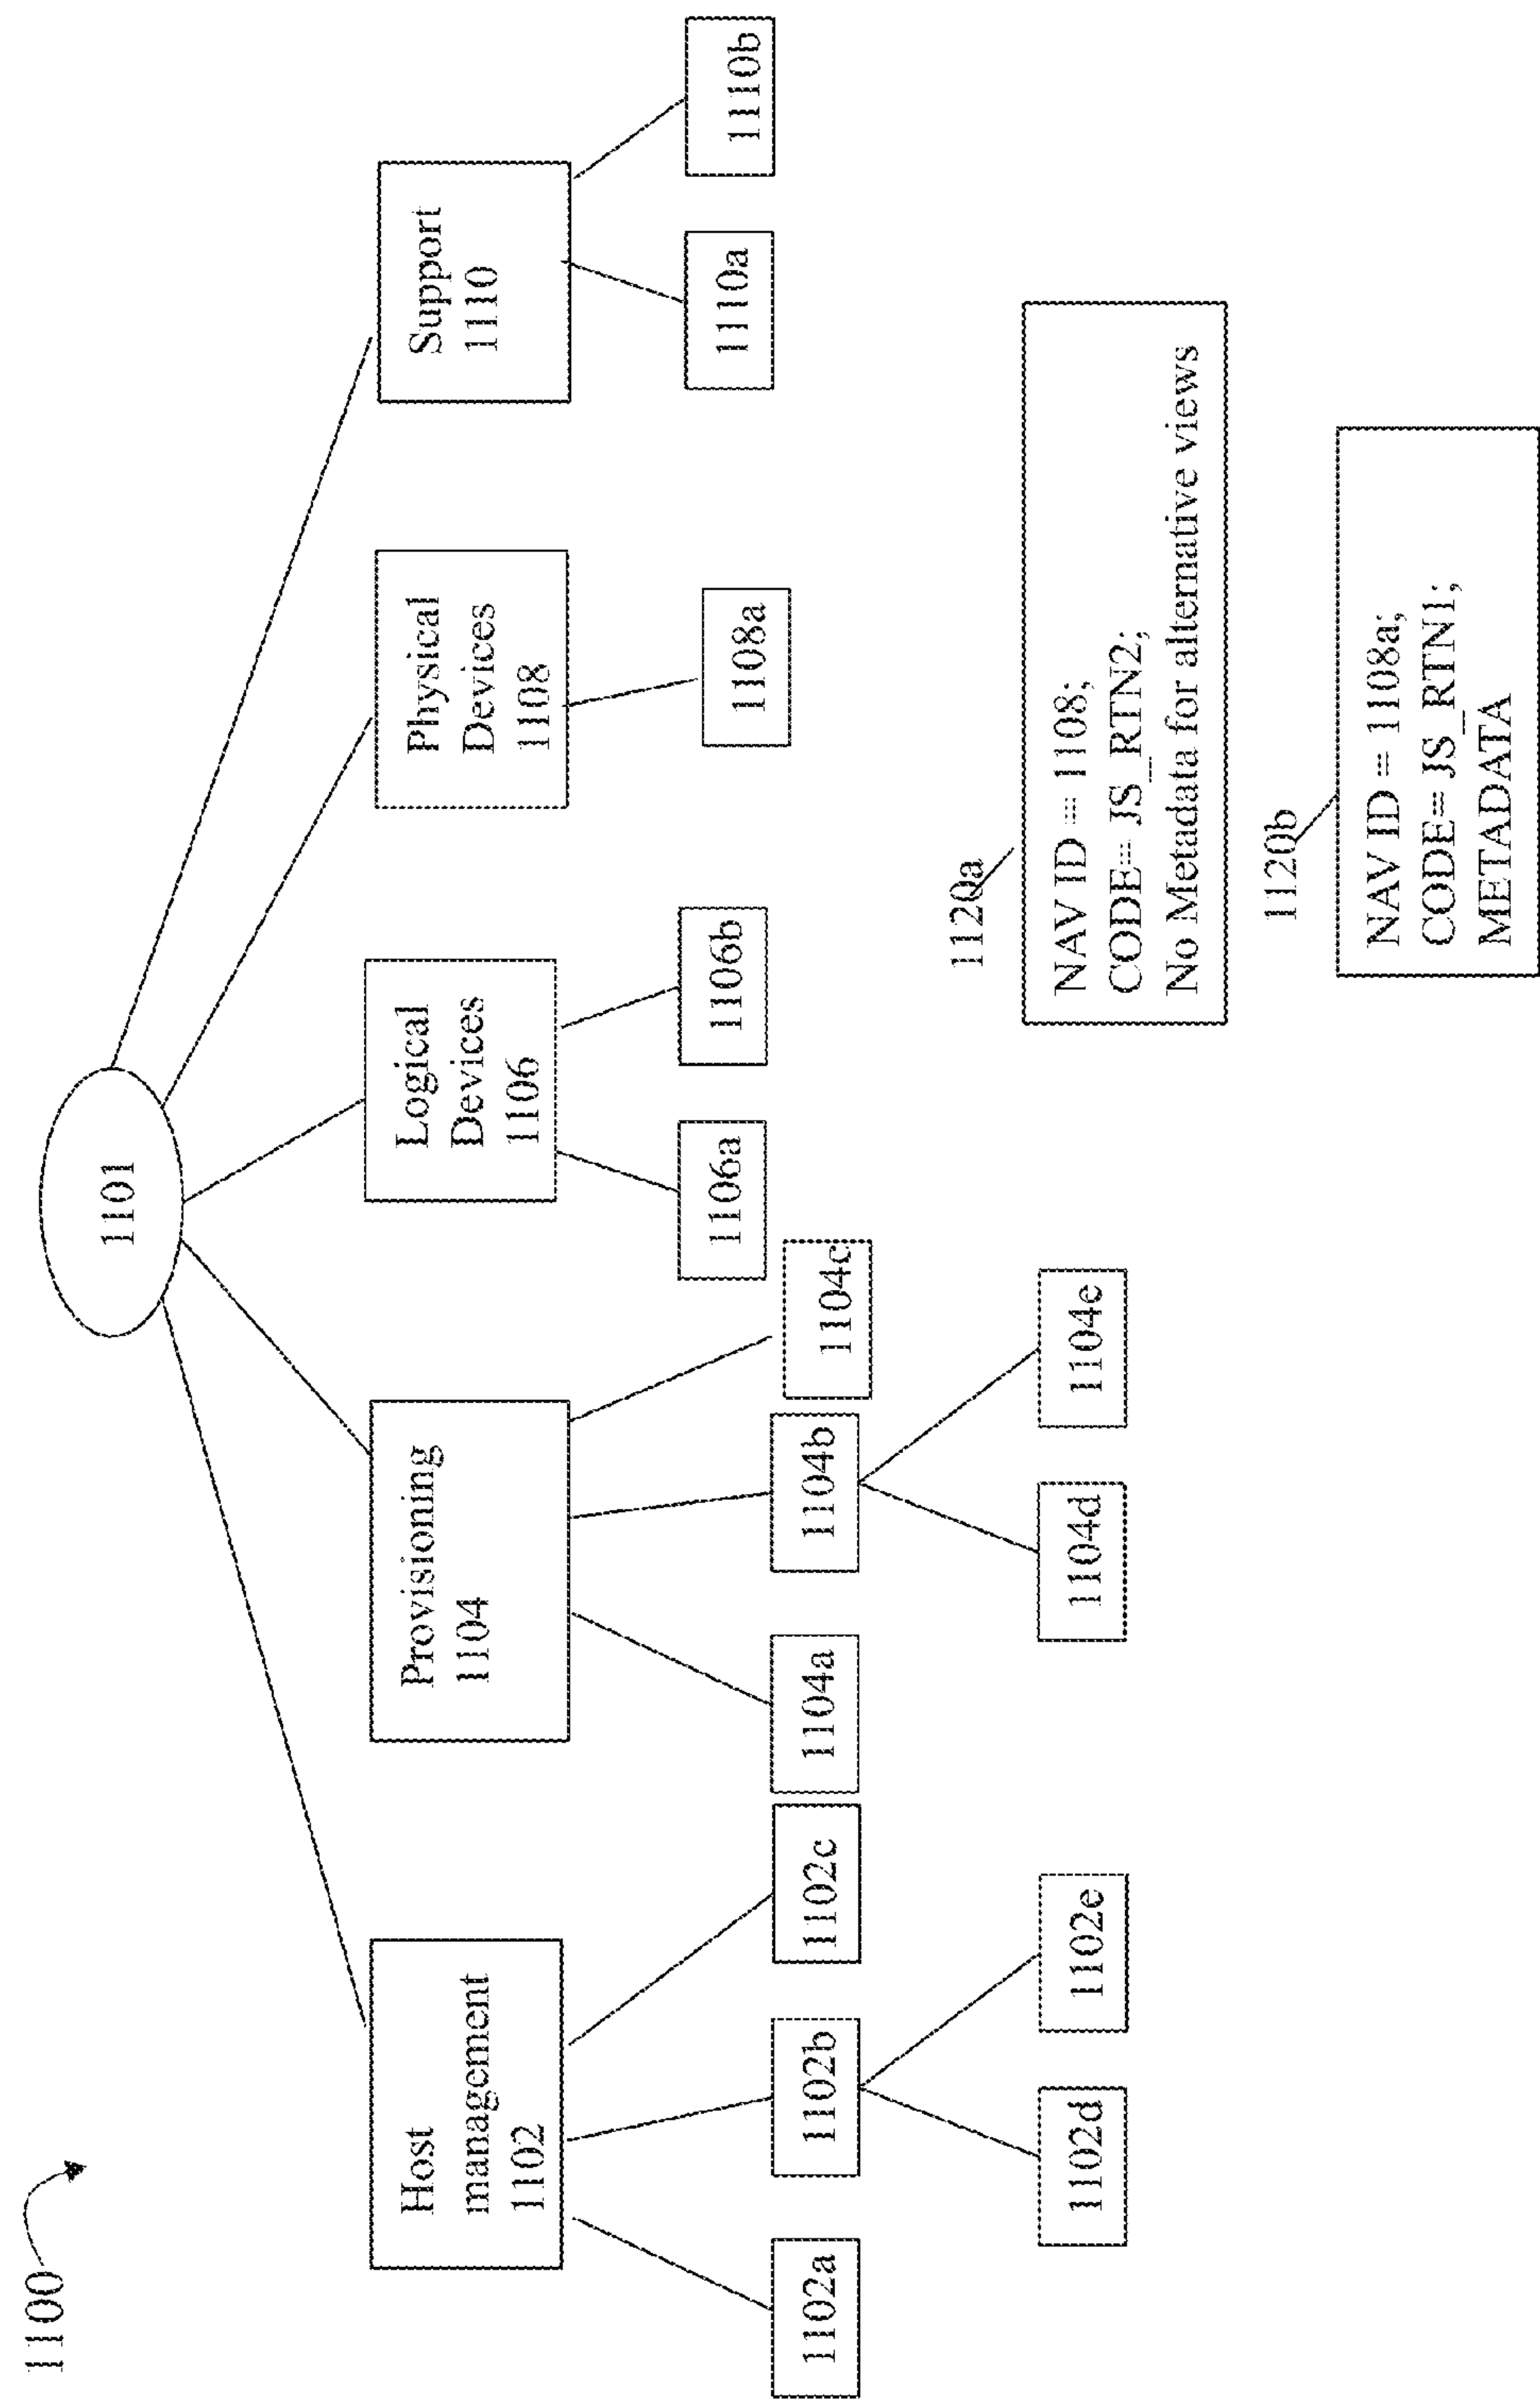 1100
1101
Host
management
1102
Provisioning
1104
Logical
Devices
1106
Physical
Devices
1108
Support
1110
1102a
1102b
1102c
1104a
1104b
1104c
1106a
1106b
1108a
1110a
1110b
1102d
1102e
1104d
1104e
1120a
NAV ID = 1108;
CODE= JS_RTN2;
No Metadata for alternative views
1120b
NAV ID = 1108a;
CODE= JS_RTN1;
METADATA